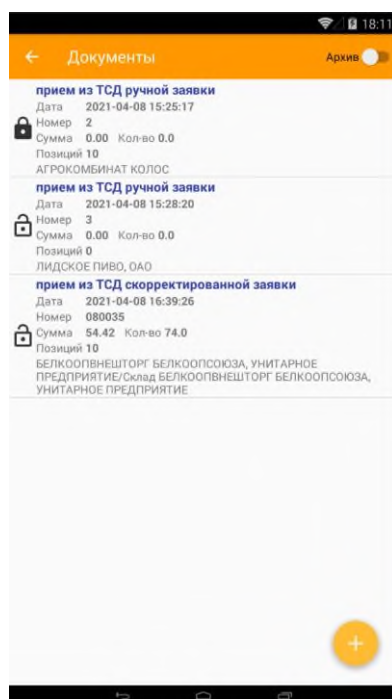 18:11
Документы
Архив
прием из ТСД ручной заявки
Дата 2021-04-08 15:25:17
Номер 2
Сумма 0.00 Кол-во 0.0
Позиций 10
АГРОКОМБИНАТ КОЛОС
прием из ТСД ручной заявки
Дата 2021-04-08 15:28:20
Номер 3
Сумма 0.00 Кол-во 0.0
Позиций 0
ЛИДСКОЕ ПИВО, ОАО
прием из ТСД скорректированной заявки
Дата 2021-04-08 16:39:26
Номер 080035
Сумма 54.42 Кол-во 74.0
Позиций 10
БЕЛКООПВНЕШТОРГ БЕЛКООПСОЮЗА, УНИТАРНОЕ
ПРЕДПРИЯТИЕ/Склад БЕЛКООПВНЕШТОРГ БЕЛКООПСОЮЗА,
УНИТАРНОЕ ПРЕДПРИЯТИЕ